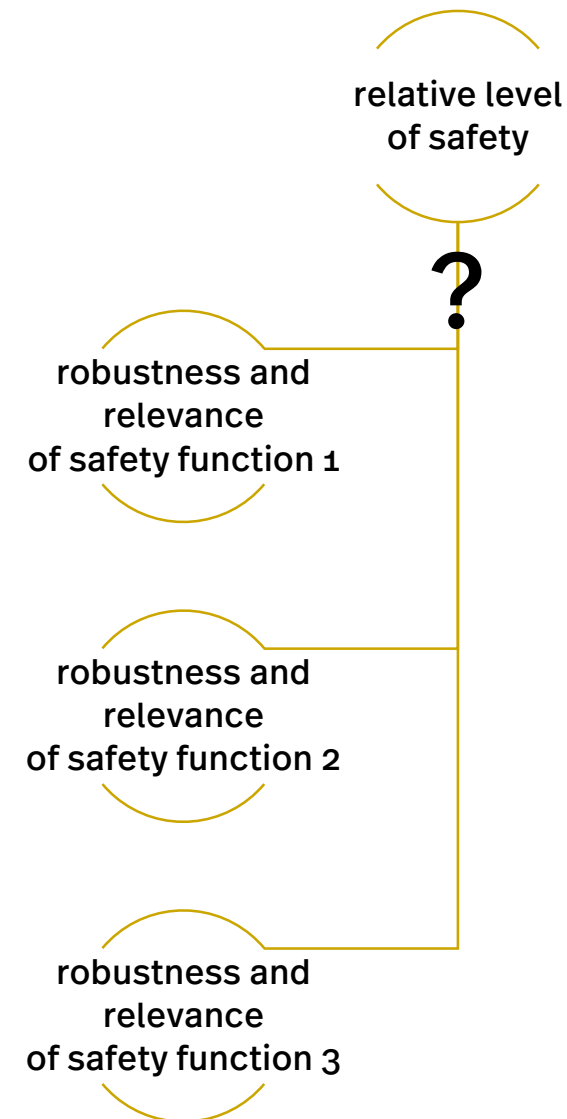 relative level
of safety
?
robustness and
relevance
of safety function 1
robustness and
relevance
of safety function 2
robustness and
relevance
of safety function 3